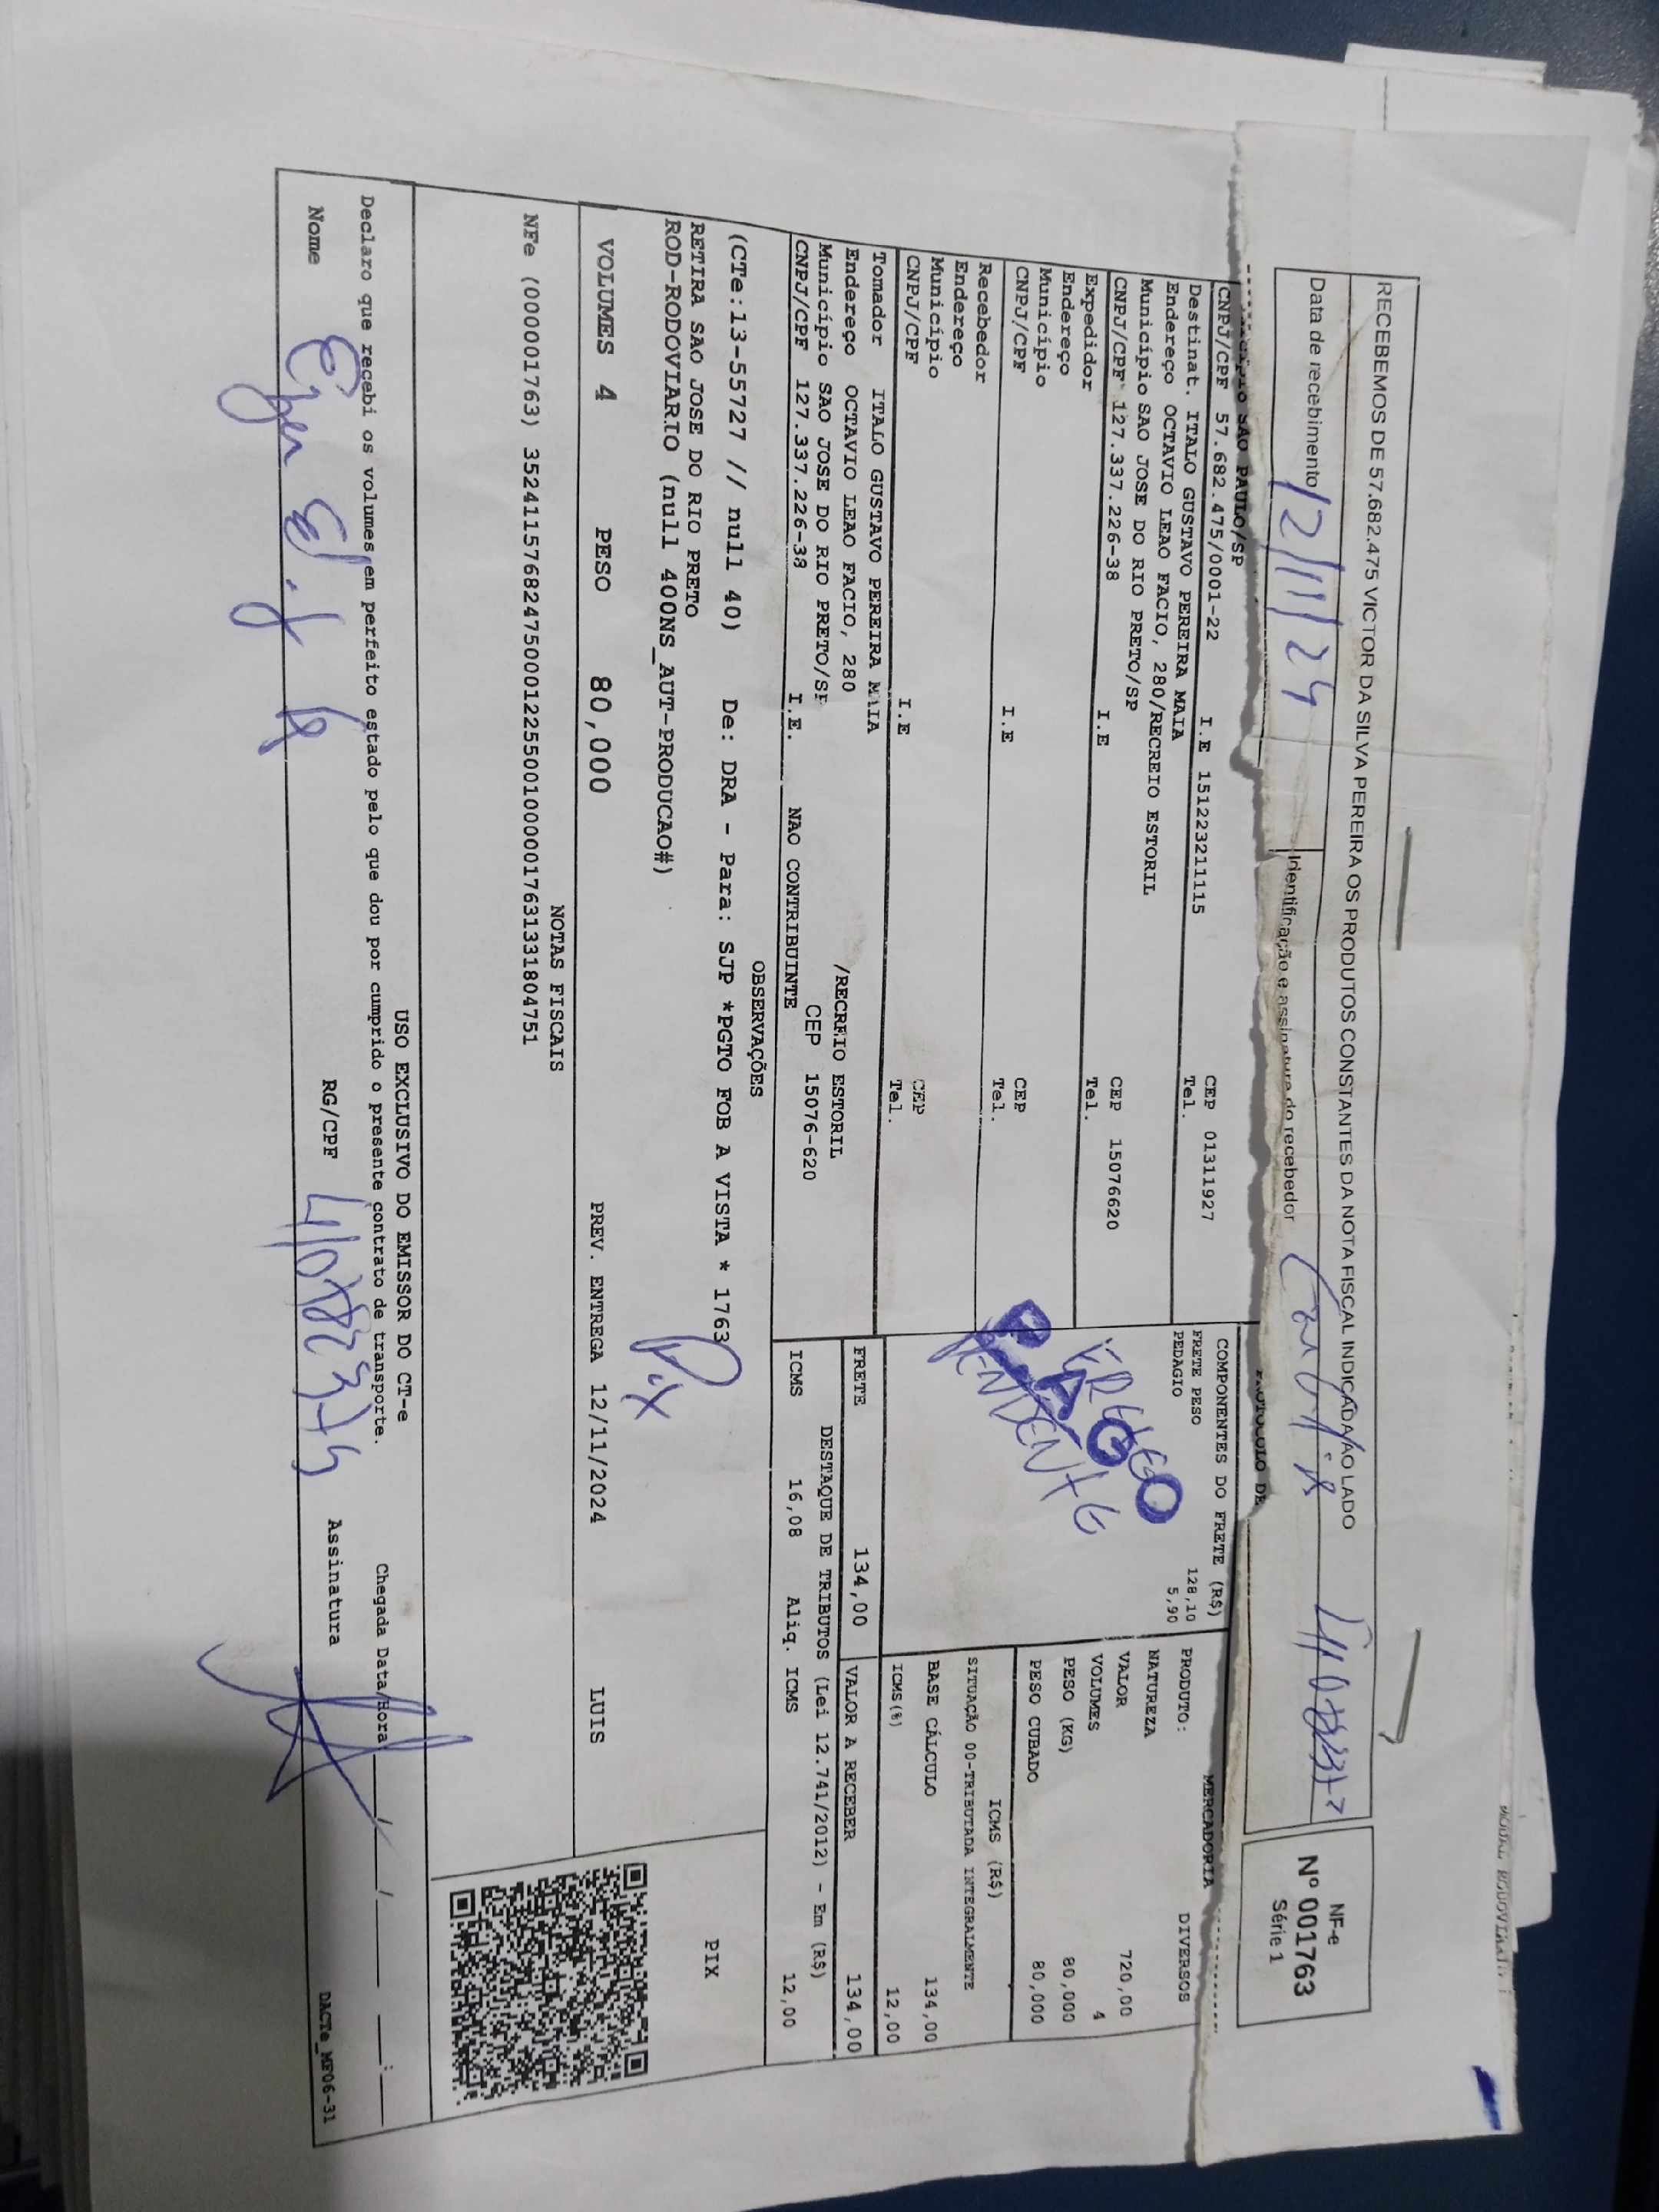 RECEBEMOS DE 57.682.475 VICTOR DA SILVA PEREIRA OS PRODUTOS CONSTANTES DA NOTA FISCAL INDICADA AO LADO
Data de recebimento 12/11/24
Identificação e assinatura do recebedor
NF-e
Nº 001763
Série 1
SAO PAULO/SP
PROTOCOLO DE
CNPJ/CPF 57.682.475/0001-22 I.E 151223211115 CEP 01311927
Tel.
Destinat. ITALO GUSTAVO PEREIRA MAIA
Endereço OCTAVIO LEAO FACIO, 280/RECREIO ESTORIL
Município SAO JOSE DO RIO PRETO/SP CEP 15076620
CNPJ/CPF 127.337.226-38 I.E Tel.
Expedidor
Endereço
Município CEP
CNPJ/CPF I.E Tel.
Recebedor
Endereço
Município CEP
CNPJ/CPF I.E Tel.
Tomador ITALO GUSTAVO PEREIRA MAIA
Endereço OCTAVIO LEAO FACIO, 280 /RECREIO ESTORIL
Município SAO JOSE DO RIO PRETO/SP CEP 15076-620
CNPJ/CPF 127.337.226-38 I.E. NAO CONTRIBUINTE
COMPONENTES DO FRETE (R$)
FRETE PESO 128,10
PEDAGIO 5,90
PAGO
PENDENTE
FRETE 134,00
MERCADORIA
PRODUTO: DIVERSOS
NATUREZA
VALOR 720,00
VOLUMES 4
PESO (KG) 80,000
PESO CUBADO 80,000
ICMS (R$)
SITUAÇÃO 00-TRIBUTADA INTEGRALMENTE
BASE CÁLCULO 134,00
ICMS(%) 12,00
VALOR A RECEBER 134,00
DESTAQUE DE TRIBUTOS (Lei 12.741/2012) - Em (R$)
ICMS 16,08 Aliq. ICMS 12,00
OBSERVAÇÕES
(CTe:13-55727 // null 40) De: DRA - Para: SJP *PGTO FOB A VISTA * 1763
RETIRA SAO JOSE DO RIO PRETO
ROD-RODOVIARIO (null 400NS_AUT-PRODUCAO#)
Pix
PIX
VOLUMES 4 PESO 80,000 PREV. ENTREGA 12/11/2024 LUIS
NOTAS FISCAIS
NFe (000001763) 35241157682475000122550010000017631331804751
USO EXCLUSIVO DO EMISSOR DO CT-e
Declaro que recebi os volumes em perfeito estado pelo que dou por cumprido o presente contrato de transporte. Chegada Data/Hora __/__/__ __:__
Nome RG/CPF Assinatura
DACTe_MF06-31